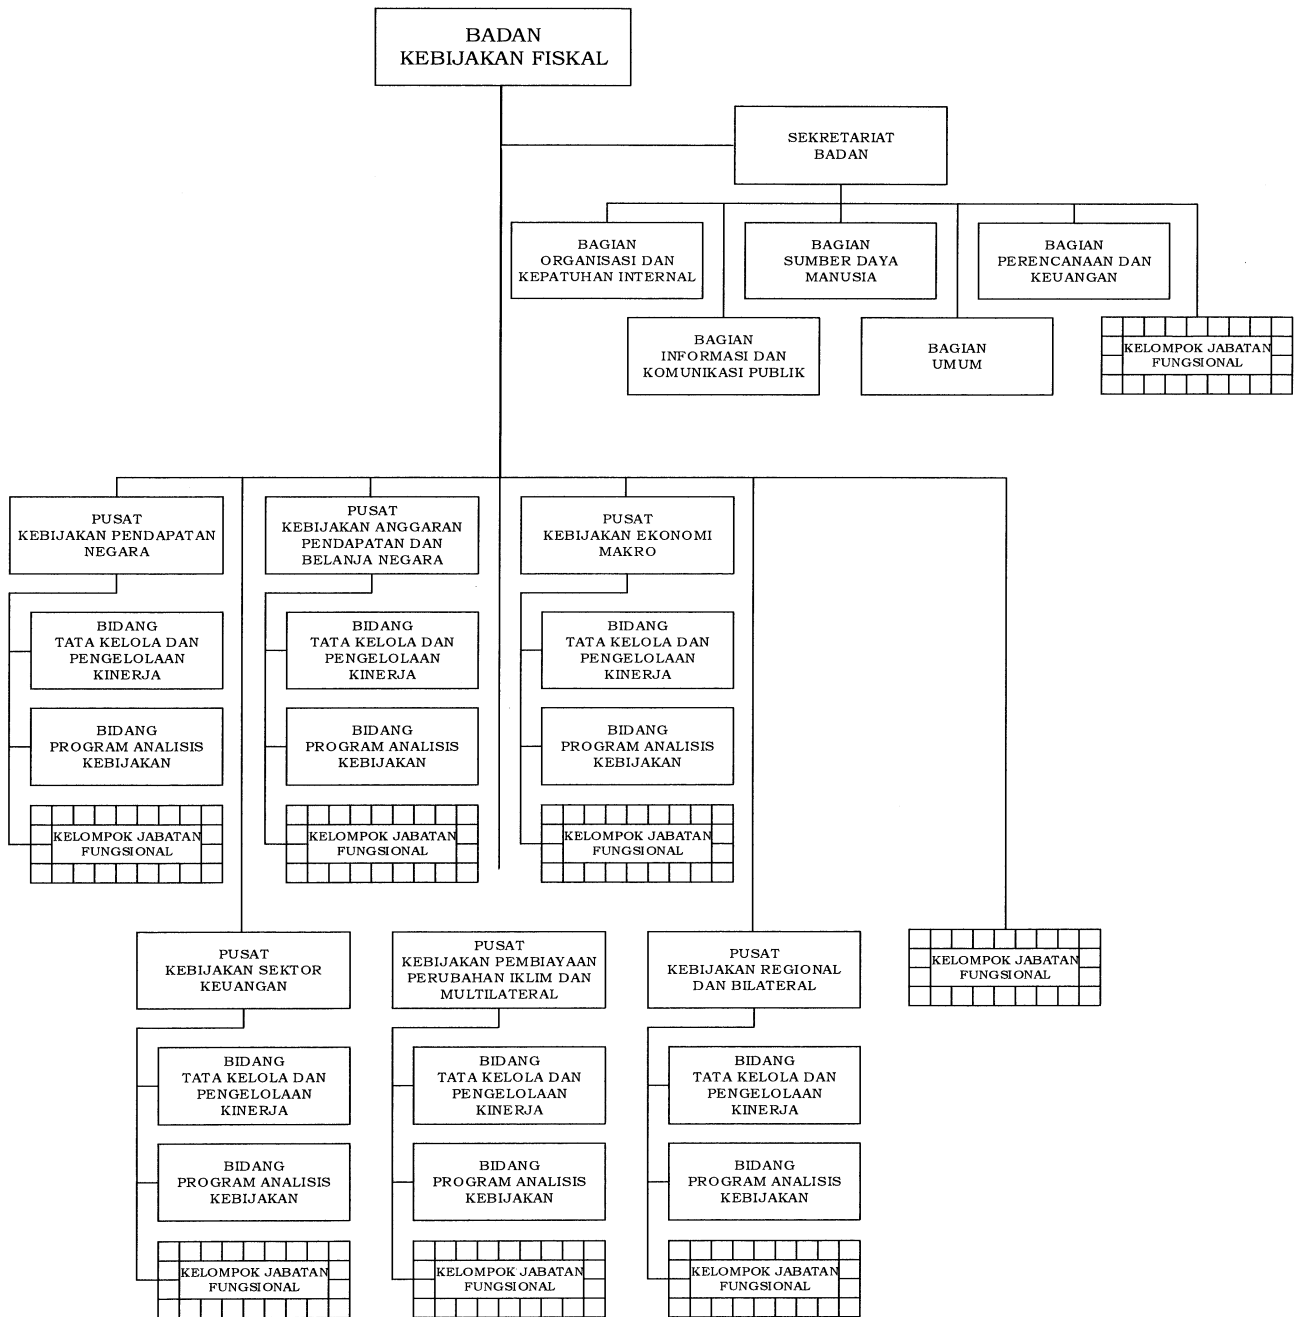 BADAN
KEBIJAKAN FISKAL
SEKRETARIAT
BADAN
BAGIAN
ORGANISASI DAN
KEPATUHAN INTERNAL
BAGIAN
SUMBER DAYA
MANUSIA
BAGIAN
PERENCANAAN DAN
KEUANGAN
BAGIAN
INFORMASI DAN
KOMUNIKASI PUBLIK
BAGIAN
UMUM
KELOMPOK JABATAN
FUNGSIONAL
PUSAT
KEBIJAKAN PENDAPATAN
NEGARA
BIDANG
TATA KELOLA DAN
PENGELOLAAN
KINERJA
BIDANG
PROGRAM ANALISIS
KEBIJAKAN
KELOMPOK JABATAN
FUNGSIONAL
PUSAT
KEBIJAKAN ANGGARAN
PENDAPATAN DAN
BELANJA NEGARA
BIDANG
TATA KELOLA DAN
PENGELOLAAN
KINERJA
BIDANG
PROGRAM ANALISIS
KEBIJAKAN
KELOMPOK JABATAN
FUNGSIONAL
PUSAT
KEBIJAKAN EKONOMI
MAKRO
BIDANG
TATA KELOLA DAN
PENGELOLAAN
KINERJA
BIDANG
PROGRAM ANALISIS
KEBIJAKAN
KELOMPOK JABATAN
FUNGSIONAL
PUSAT
KEBIJAKAN SEKTOR
KEUANGAN
BIDANG
TATA KELOLA DAN
PENGELOLAAN
KINERJA
BIDANG
PROGRAM ANALISIS
KEBIJAKAN
KELOMPOK JABATAN
FUNGSIONAL
PUSAT
KEBIJAKAN PEMBIAYAAN
PERUBAHAN IKLIM DAN
MULTILATERAL
BIDANG
TATA KELOLA DAN
PENGELOLAAN
KINERJA
BIDANG
PROGRAM ANALISIS
KEBIJAKAN
KELOMPOK JABATAN
FUNGSIONAL
PUSAT
KEBIJAKAN REGIONAL
DAN BILATERAL
BIDANG
TATA KELOLA DAN
PENGELOLAAN
KINERJA
BIDANG
PROGRAM ANALISIS
KEBIJAKAN
KELOMPOK JABATAN
FUNGSIONAL
KELOMPOK JABATAN
FUNGSIONAL